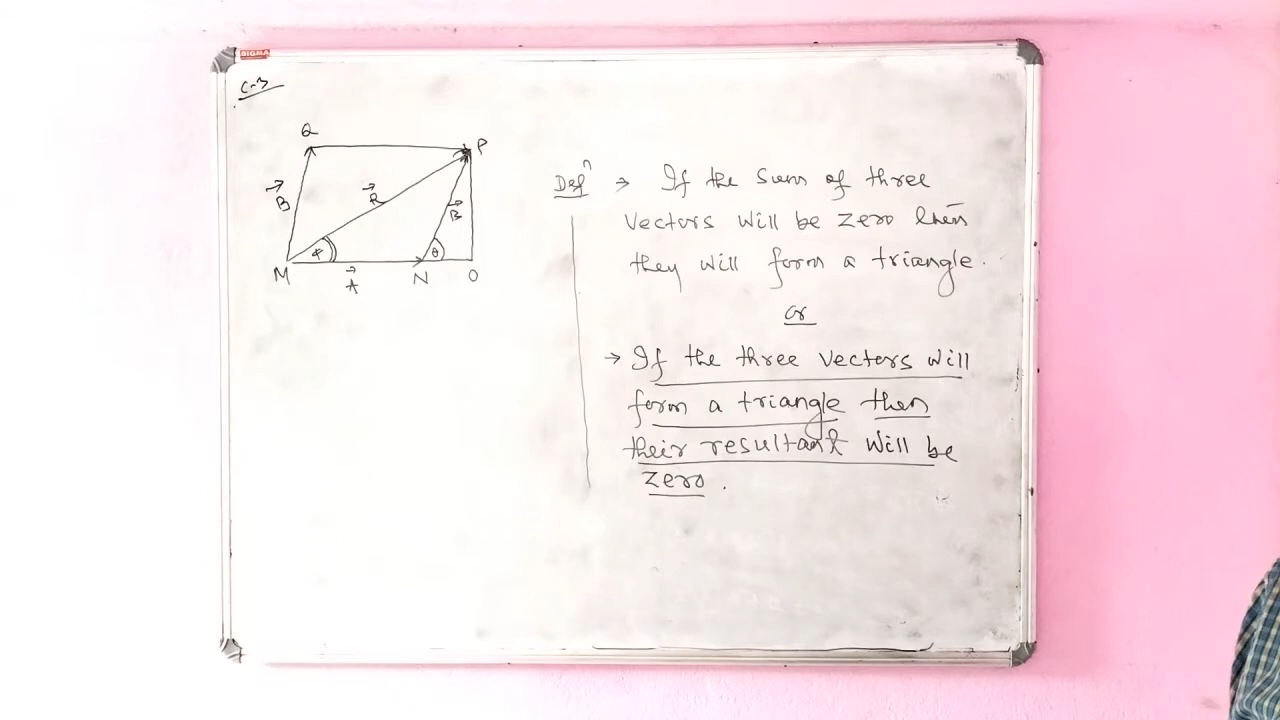 SIGMA
C-3
Q
P
B
R
B
α
θ
M
A
N
O
Defⁿ → If the sum of three
vectors will be zero then
they will form a triangle.
or
→ If the three vectors will
form a triangle then
their resultant will be
zero.